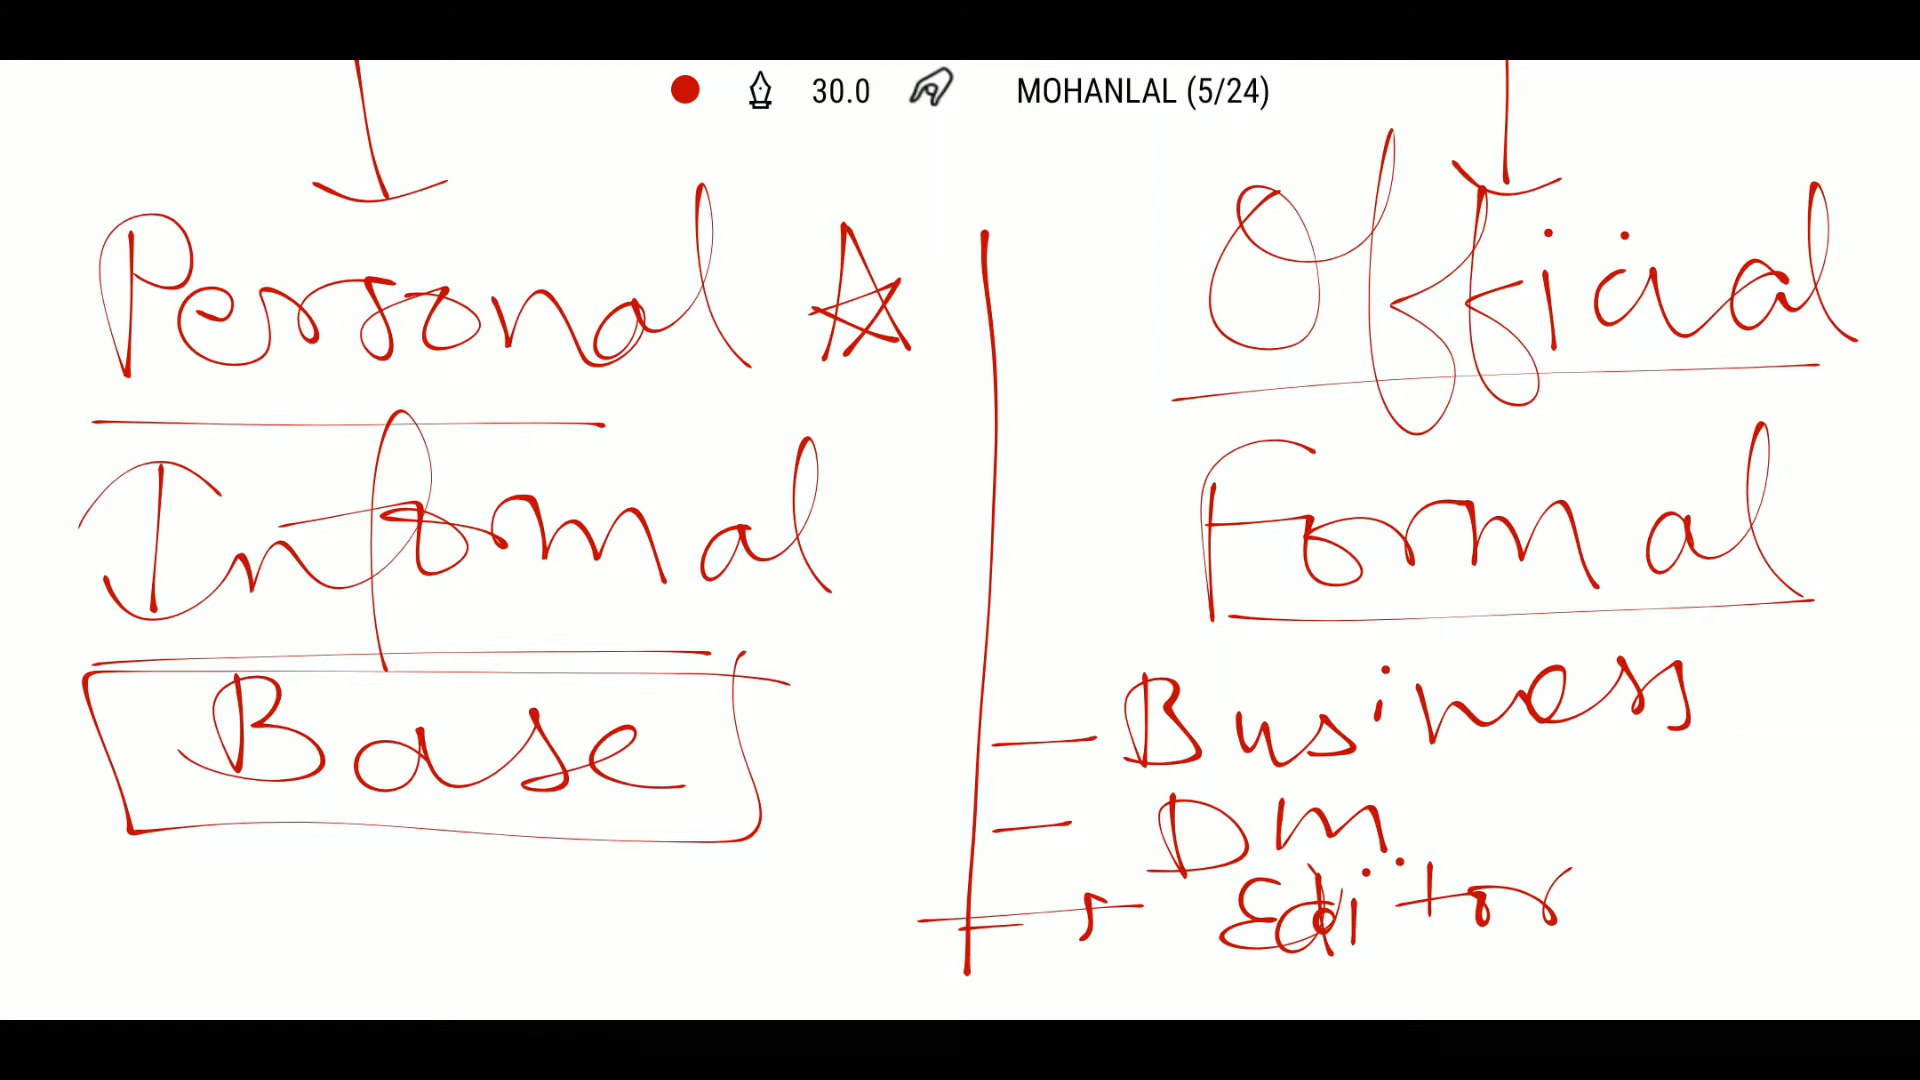 30.0 MOHANLAL (5/24)
Personal
Informal
Base
Official
Formal
Business
Dm.
Editor